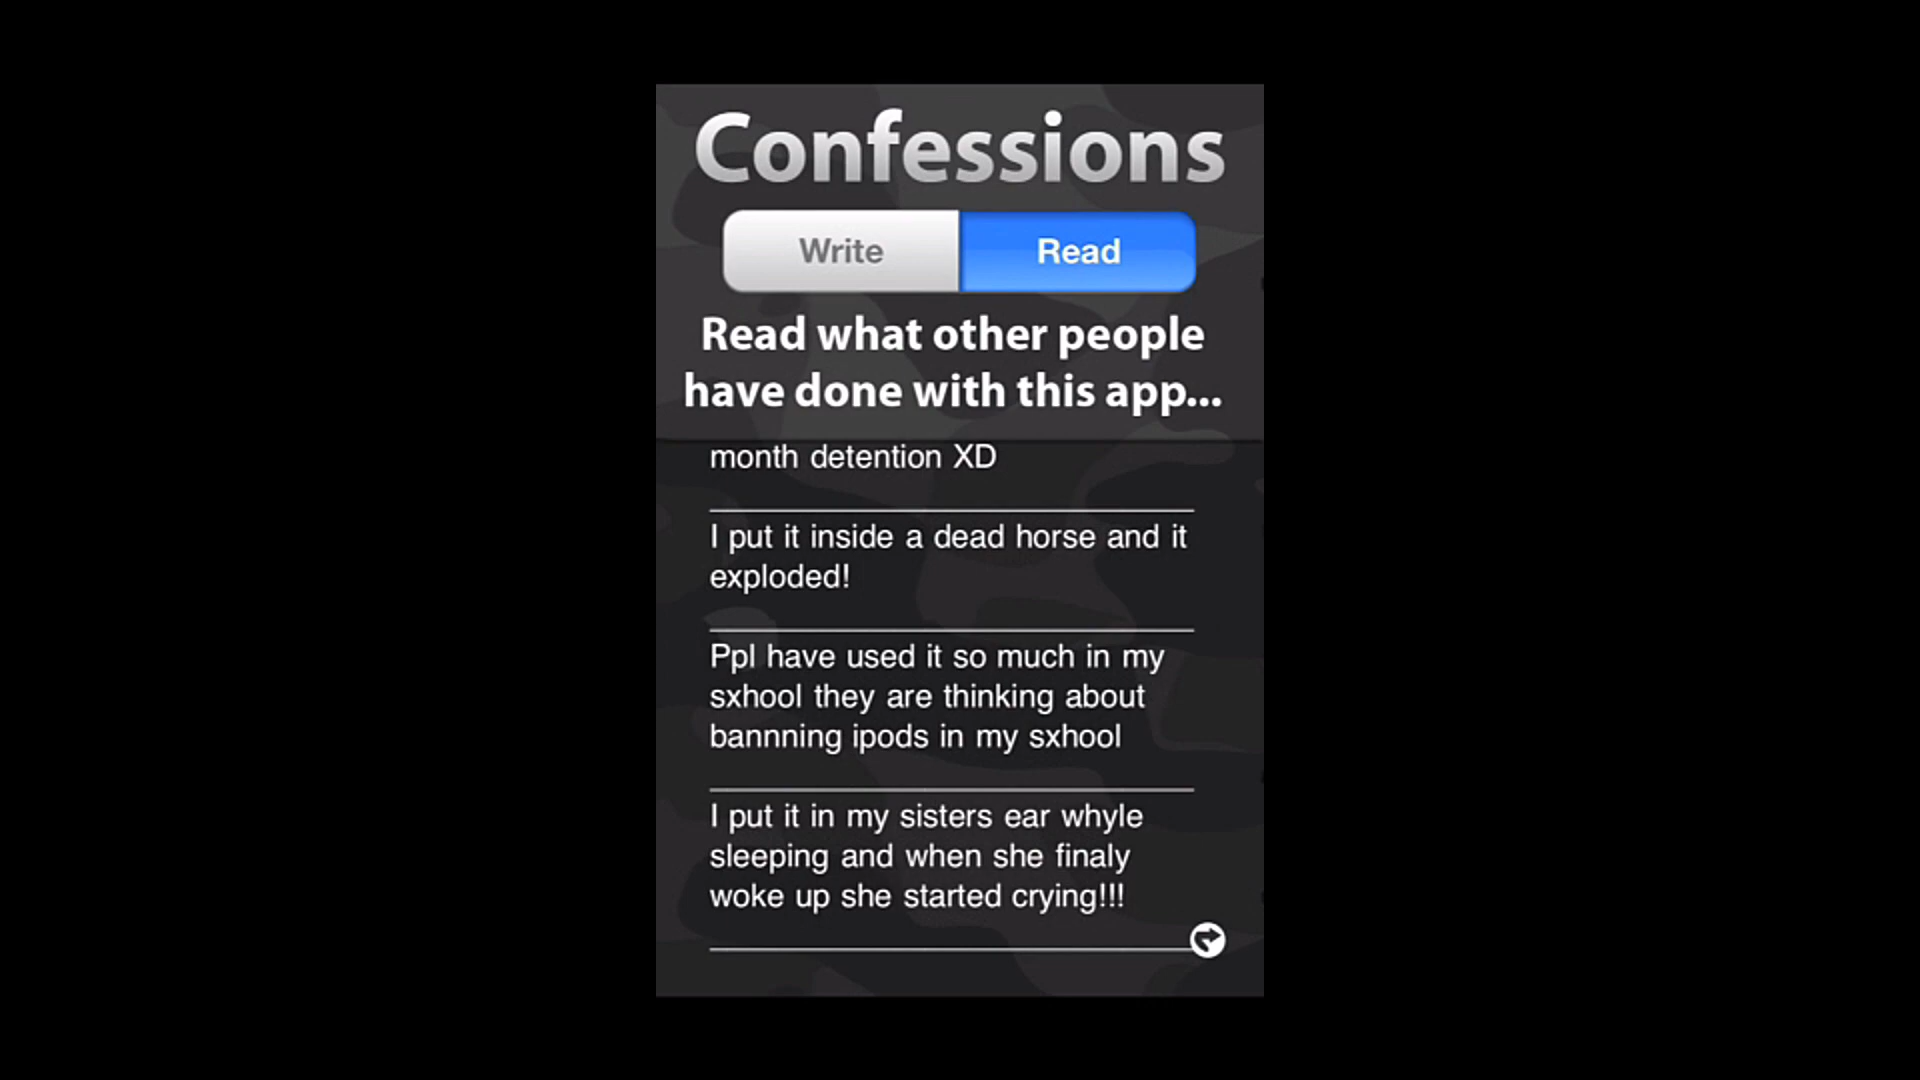 Confessions
Write
Read
Read what other people
have done with this app...
month detention XD
I put it inside a dead horse and it
exploded!
Ppl have used it so much in my
sxhool they are thinking about
bannning ipods in my sxhool
I put it in my sisters ear whyle
sleeping and when she finaly
woke up she started crying!!!